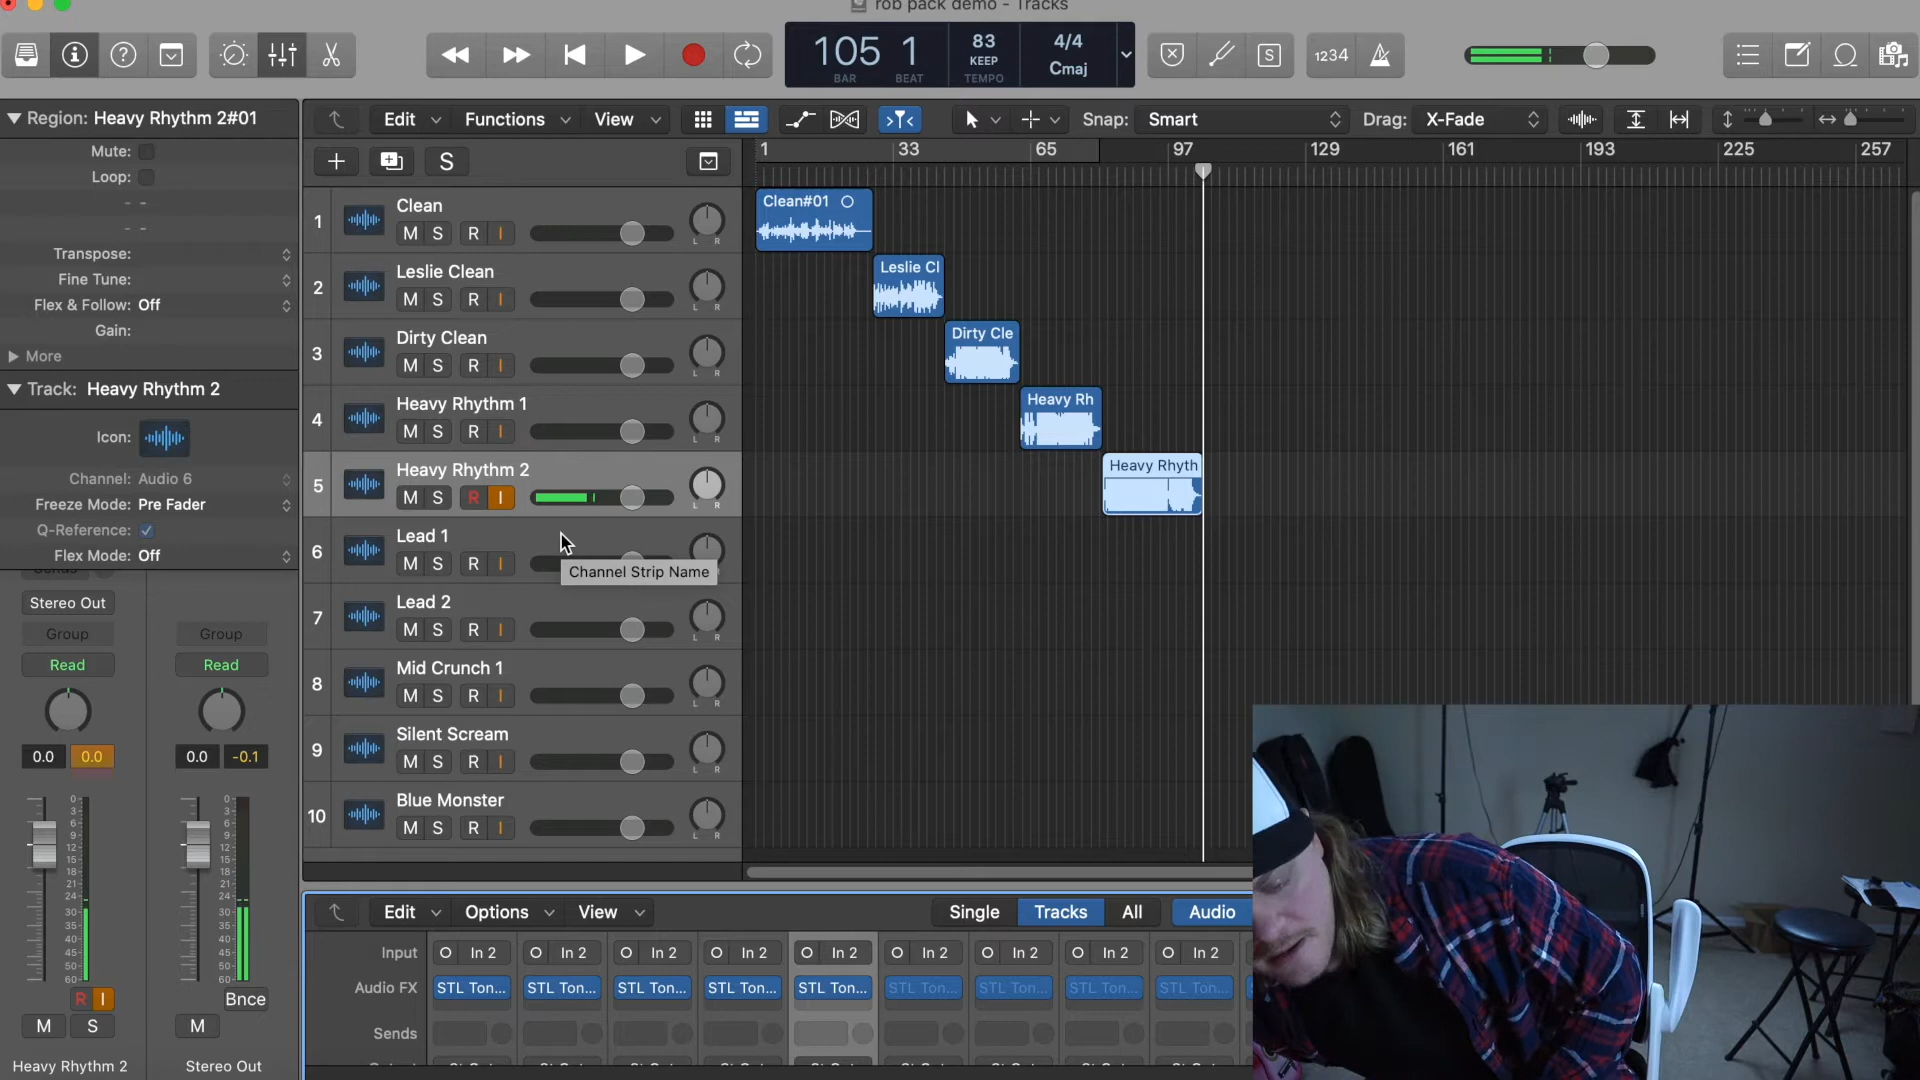 rob pack demo - Tracks
105 1
BAR BEAT
83
KEEP
TEMPO
4/4
Cmaj
S
1234
Region: Heavy Rhythm 2#01
Mute:
Loop:
Transpose:
Fine Tune:
Flex & Follow: Off
Gain:
More
Track: Heavy Rhythm 2
Icon:
Channel: Audio 6
Freeze Mode: Pre Fader
Q-Reference:
Flex Mode: Off
Stereo Out
Group Group
Read Read
0.0 0.0 0.0 -0.1
R I Bnce
M S M
Heavy Rhythm 2 Stereo Out
Edit Functions View Snap: Smart Drag: X-Fade
S
1 33 65 97 129 161 193 225 257
1 Clean
M S R I L R
2 Leslie Clean
M S R I L R
3 Dirty Clean
M S R I L R
4 Heavy Rhythm 1
M S R I L R
5 Heavy Rhythm 2
M S R I L R
6 Lead 1
M S R I L R
Channel Strip Name
7 Lead 2
M S R I L R
8 Mid Crunch 1
M S R I L R
9 Silent Scream
M S R I L R
10 Blue Monster
M S R I L R
Clean#01
Leslie Cl
Dirty Cle
Heavy Rh
Heavy Rhyth
Edit Options View Single Tracks All Audio
Input In 2 In 2 In 2 In 2 In 2 In 2 In 2 In 2 In 2
Audio FX STL Ton... STL Ton... STL Ton... STL Ton... STL Ton... STL Ton... STL Ton... STL Ton... STL Ton...
Sends